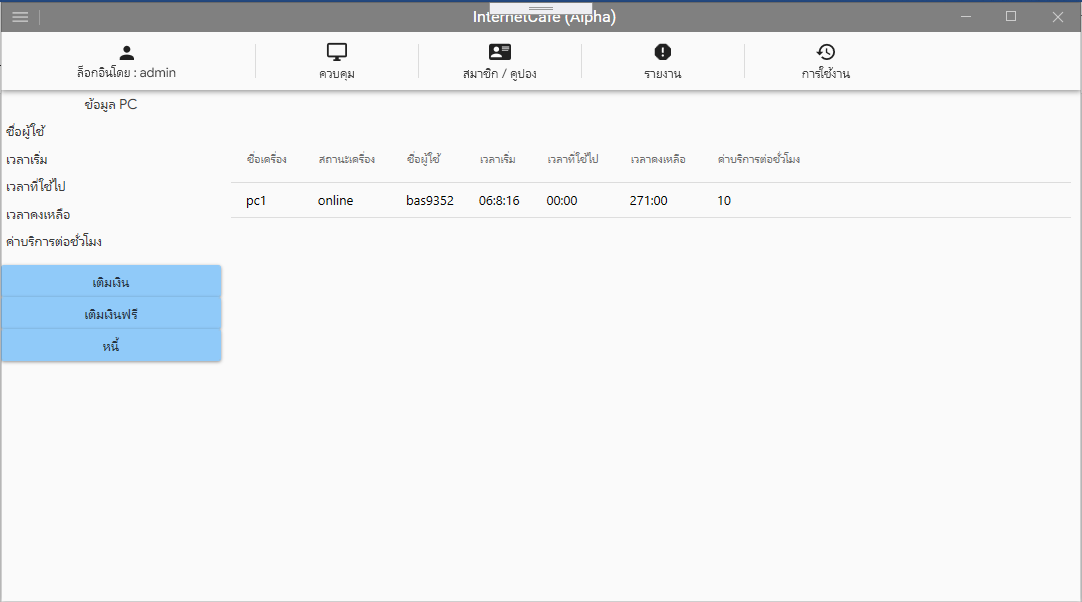 InternetCafe (Alpha)
ล็อกอินโดย : admin
ควบคุม
สมาชิก / คูปอง
รายงาน
การใช้งาน
ข้อมูล PC
ชื่อผู้ใช้
เวลาเริ่ม
เวลาที่ใช้ไป
เวลาคงเหลือ
ค่าบริการต่อชั่วโมง
เติมเงิน
เติมเงินฟรี
หนี้
ชื่อเครื่อง สถานะเครื่อง ชื่อผู้ใช้ เวลาเริ่ม เวลาที่ใช้ไป เวลาคงเหลือ ค่าบริการต่อชั่วโมง
pc1 online bas9352 06:8:16 00:00 271:00 10